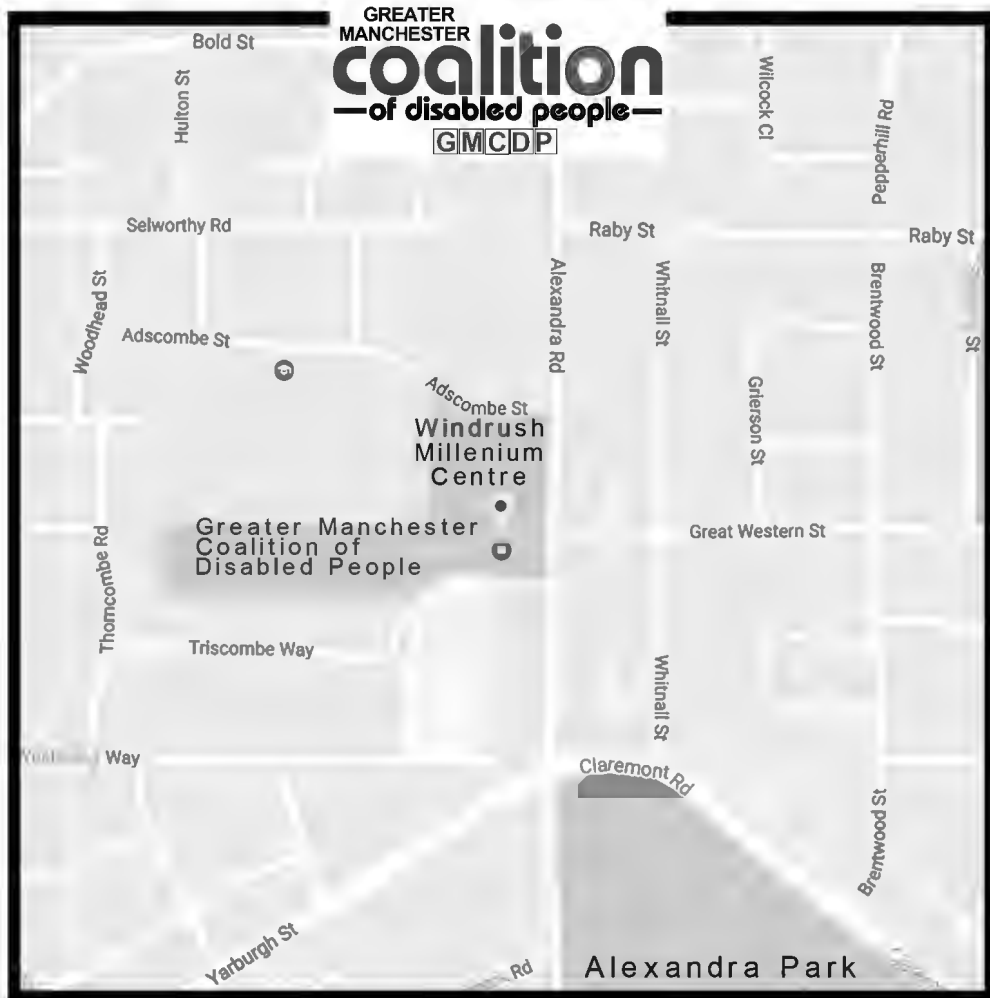 GREATER
MANCHESTER
coalition
of disabled people
GMCDP
Bold St
Hulton St
Wilcock Cl
Pepperhill Rd
Selworthy Rd
Raby St
Raby St
Woodhead St
Alexandra Rd
Whitnall St
Brentwood St
St
Adscombe St
Adscombe St
Grierson St
Windrush
Millenium
Centre
Great Western St
Greater Manchester
Coalition of
Disabled People
Thorncombe Rd
Triscombe Way
Whitnall St
Way
Claremont Rd
Brentwood St
Yarburgh St
Rd
Alexandra Park